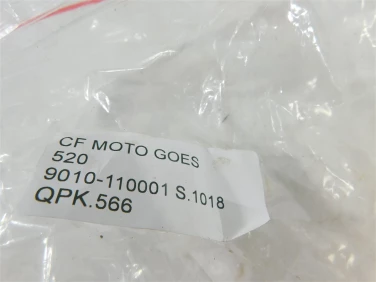 CF MOTO GOES
520
9010-110001 S.1018
QPK.566